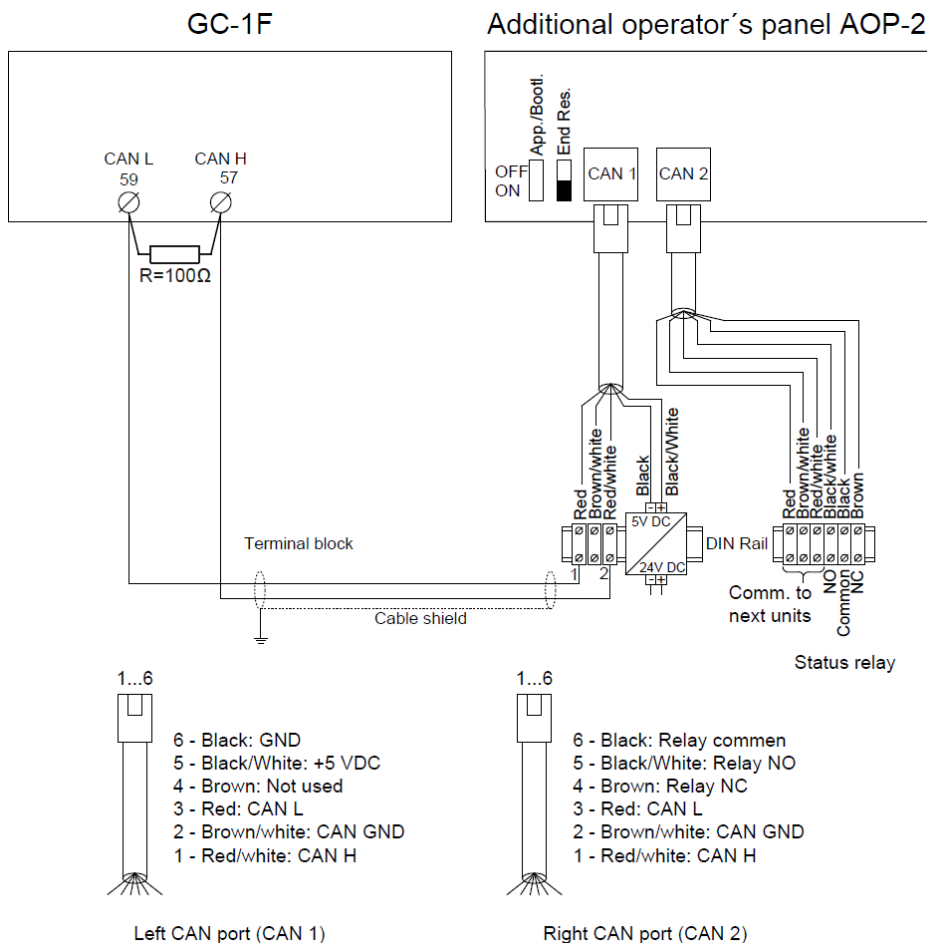 GC-1F
Additional operator´s panel AOP-2
App./Bootl.
End Res.
OFF
ON
CAN 1
CAN 2
CAN L
59
CAN H
57
R=100Ω
Red
Brown/white
Red/white
Black
Black/White
Red
Brown/white
Red/white
Black/white
Black
Brown
- +
5V DC
24V DC
- +
DIN Rail
Terminal block
1
2
Cable shield
Comm. to
next units
NO
Common
NC
Status relay
1...6
6 - Black: GND
5 - Black/White: +5 VDC
4 - Brown: Not used
3 - Red: CAN L
2 - Brown/white: CAN GND
1 - Red/white: CAN H
Left CAN port (CAN 1)
1...6
6 - Black: Relay commen
5 - Black/White: Relay NO
4 - Brown: Relay NC
3 - Red: CAN L
2 - Brown/white: CAN GND
1 - Red/white: CAN H
Right CAN port (CAN 2)